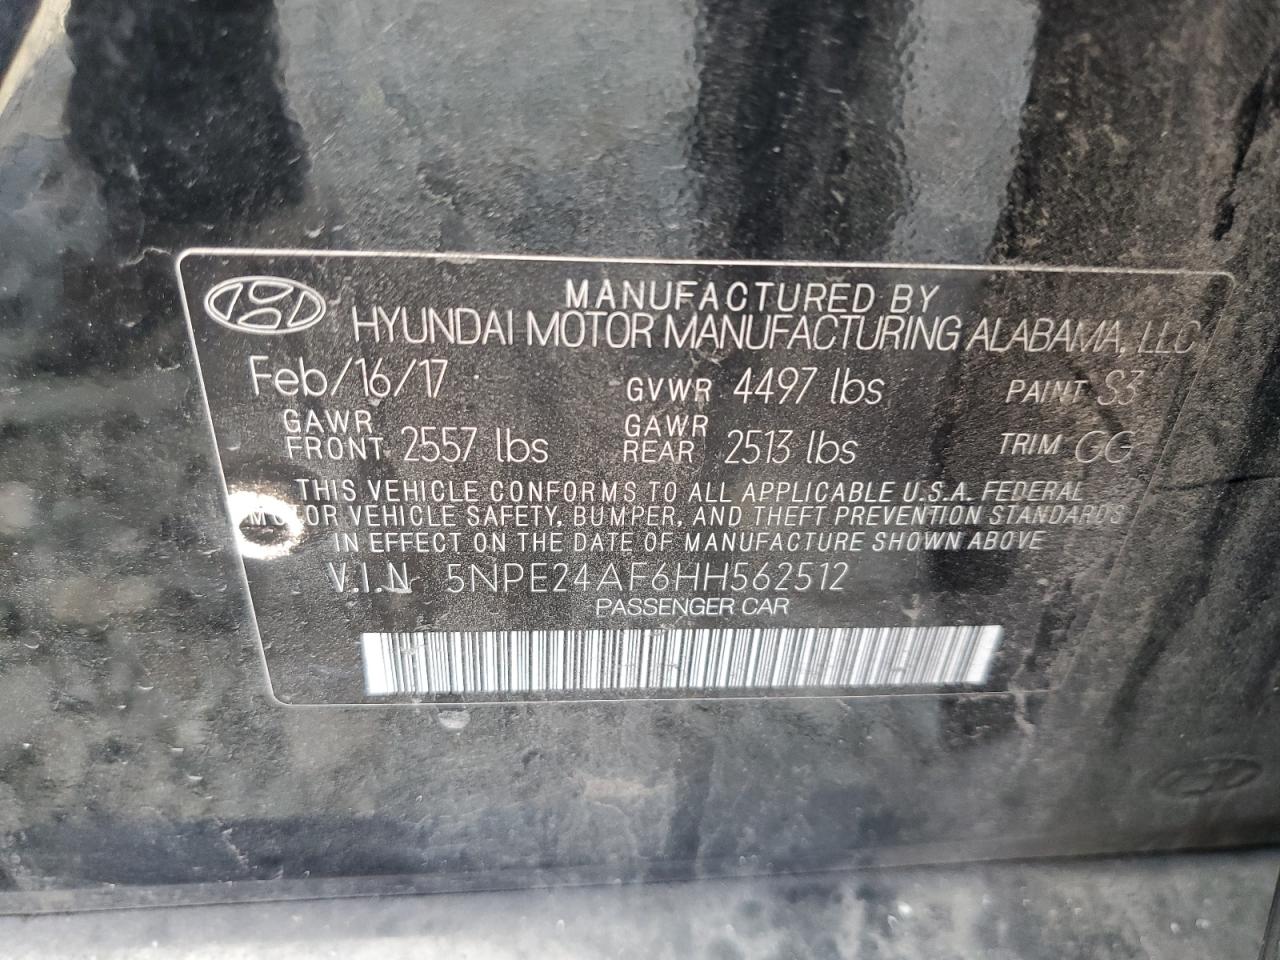 MANUFACTURED BY
HYUNDAI MOTOR MANUFACTURING ALABAMA, LLC
Feb/16/17 GVWR 4497 lbs PAINT S3
GAWR FRONT 2557 lbs GAWR REAR 2513 lbs TRIM GG
THIS VEHICLE CONFORMS TO ALL APPLICABLE U.S.A. FEDERAL
MOTOR VEHICLE SAFETY, BUMPER, AND THEFT PREVENTION STANDARDS
IN EFFECT ON THE DATE OF MANUFACTURE SHOWN ABOVE
V.I.N 5NPE24AF6HH562512
PASSENGER CAR